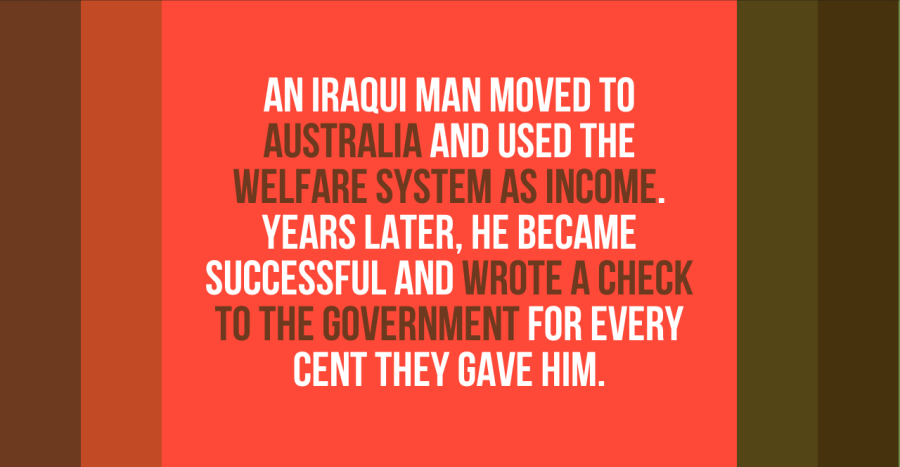 AN IRAQUI MAN MOVED TO
AUSTRALIA AND USED THE
WELFARE SYSTEM AS INCOME.
YEARS LATER, HE BECAME
SUCCESSFUL AND WROTE A CHECK
TO THE GOVERNMENT FOR EVERY
CENT THEY GAVE HIM.